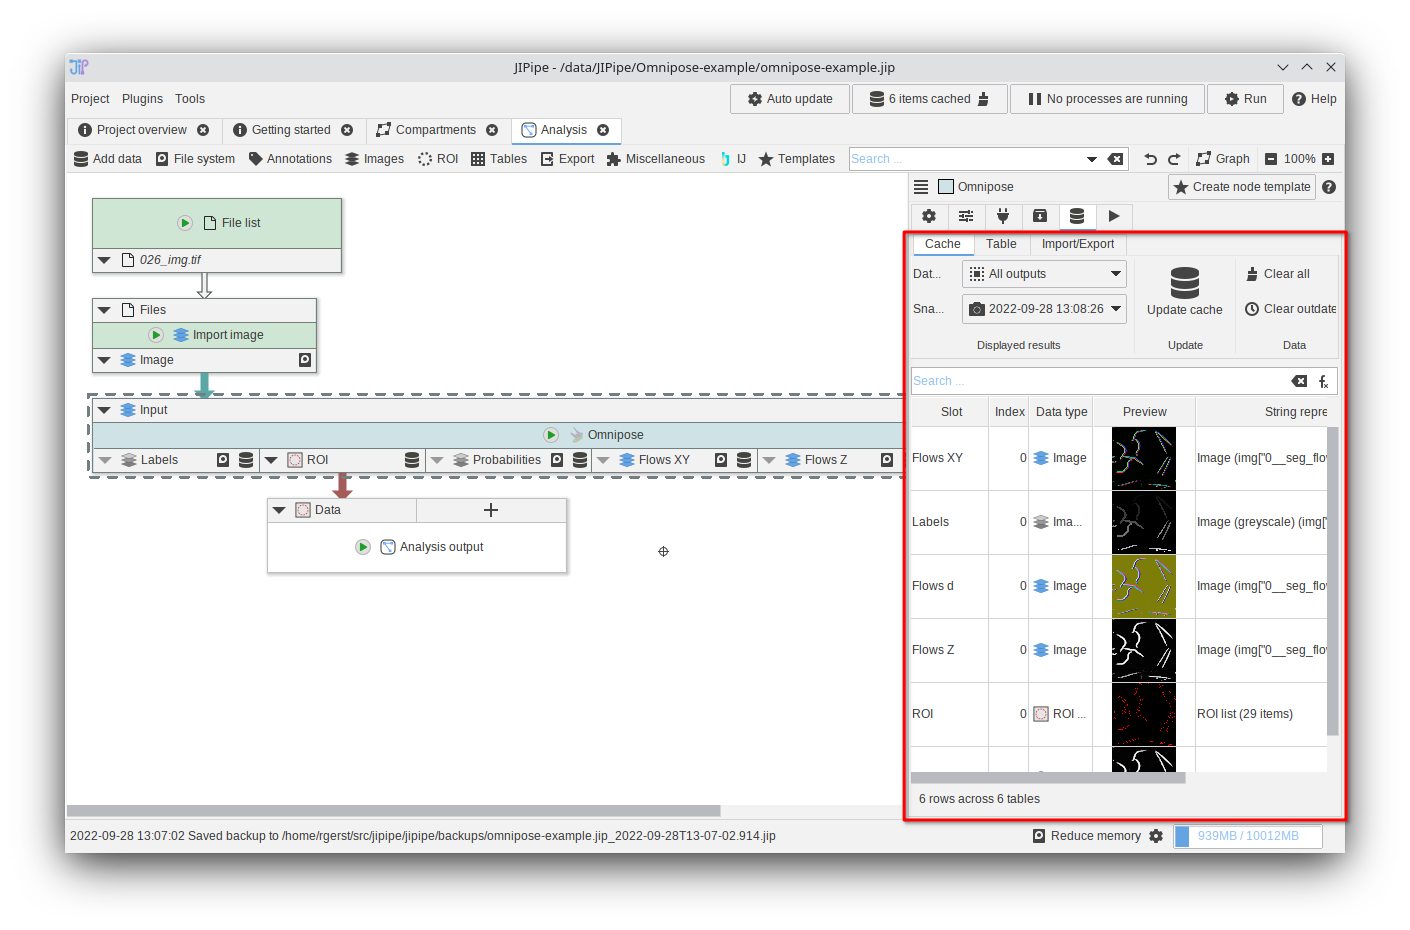 JIPipe - /data/JIPipe/Omnipose-example/omnipose-example.jip
Project Plugins Tools
Auto update
6 items cached
No processes are running
Run
Help
Project overview
Getting started
Compartments
Analysis
Add data
File system
Annotations
Images
ROI
Tables
Export
Miscellaneous
IJ
Templates
Search ...
Graph
100%
File list
026_img.tif
Files
Import image
Image
Input
Omnipose
Labels
ROI
Probabilities
Flows XY
Flows Z
Data
Analysis output
Omnipose
Create node template
Cache Table Import/Export
Dat... All outputs
Sna... 2022-09-28 13:08:26
Displayed results
Update cache
Update
Clear all
Clear outdate
Data
Search ...
Slot Index Data type Preview String repre
Flows XY 0 Image Image (img["0__seg_flow
Labels 0 Ima... Image (greyscale) (img["
Flows d 0 Image Image (img["0__seg_flow
Flows Z 0 Image Image (img["0__seg_flow
ROI 0 ROI ... ROI list (29 items)
6 rows across 6 tables
2022-09-28 13:07:02 Saved backup to /home/rgerst/src/jipipe/jipipe/backups/omnipose-example.jip_2022-09-28T13-07-02.914.jip
Reduce memory
939MB / 10012MB